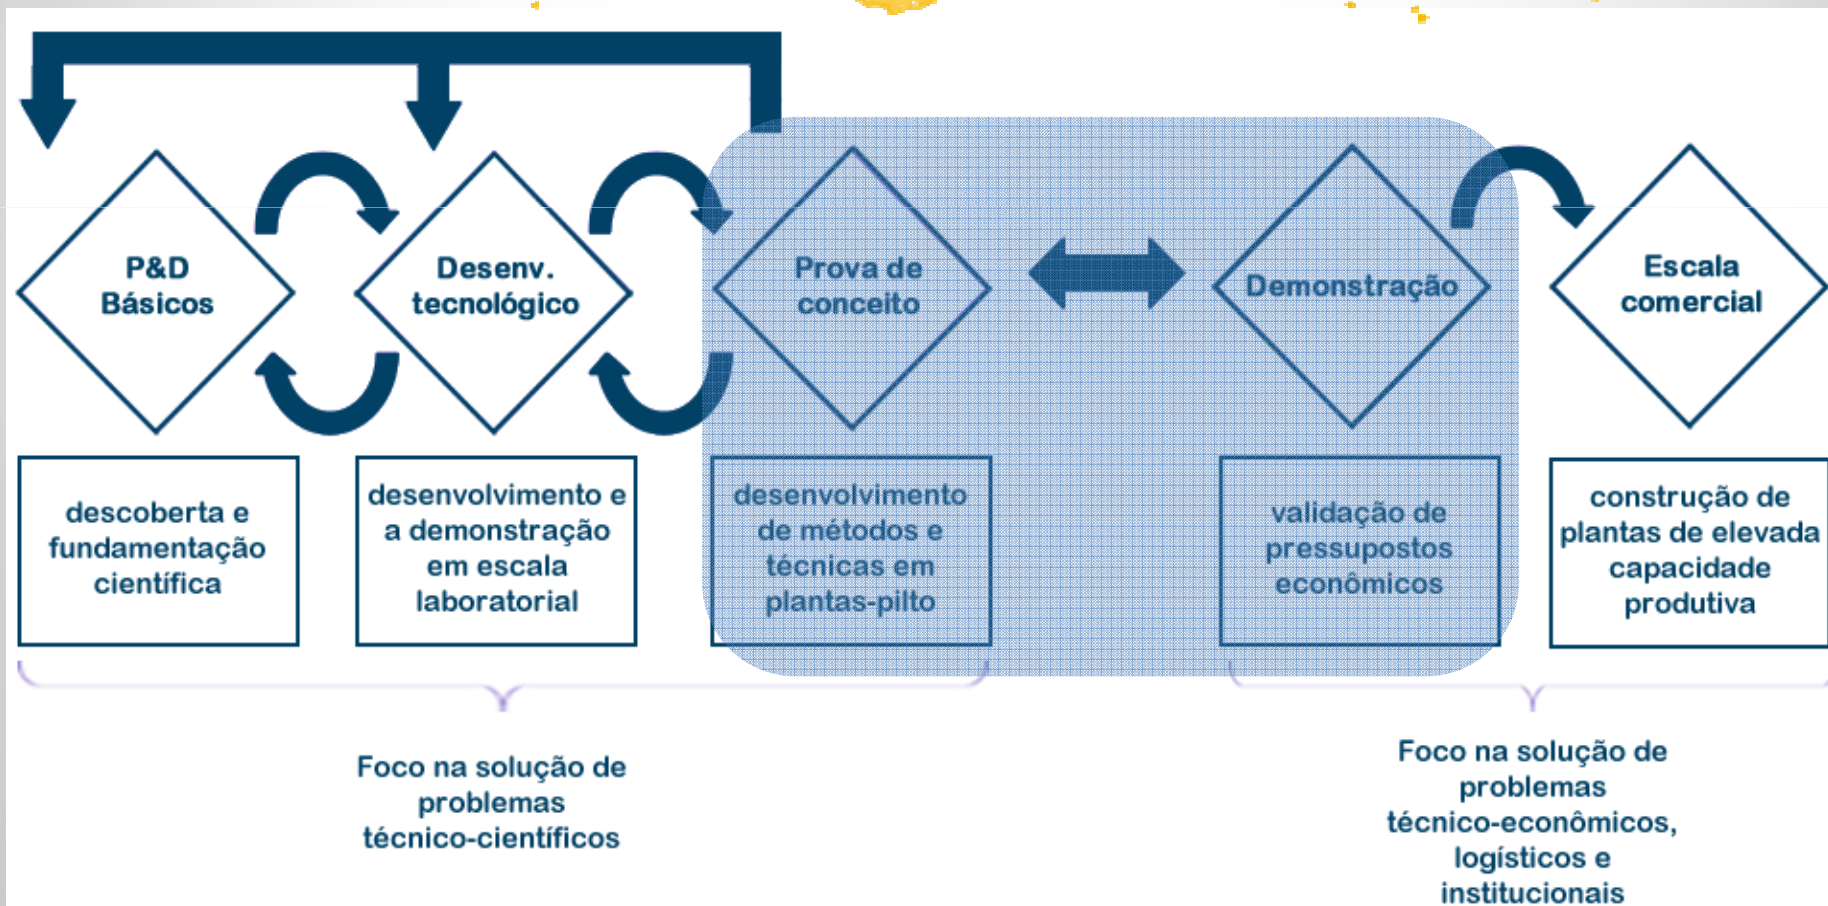 P&D
Básicos
Desenv.
tecnológico
Prova de
conceito
Demonstração
Escala
comercial
descoberta e
fundamentação
científica
desenvolvimento e
a demonstração
em escala
laboratorial
desenvolvimento
de métodos e
técnicas em
plantas-pilto
validação de
pressupostos
econômicos
construção de
plantas de elevada
capacidade
produtiva
Foco na solução de
problemas
técnico-científicos
Foco na solução de
problemas
técnico-econômicos,
logísticos e
institucionais